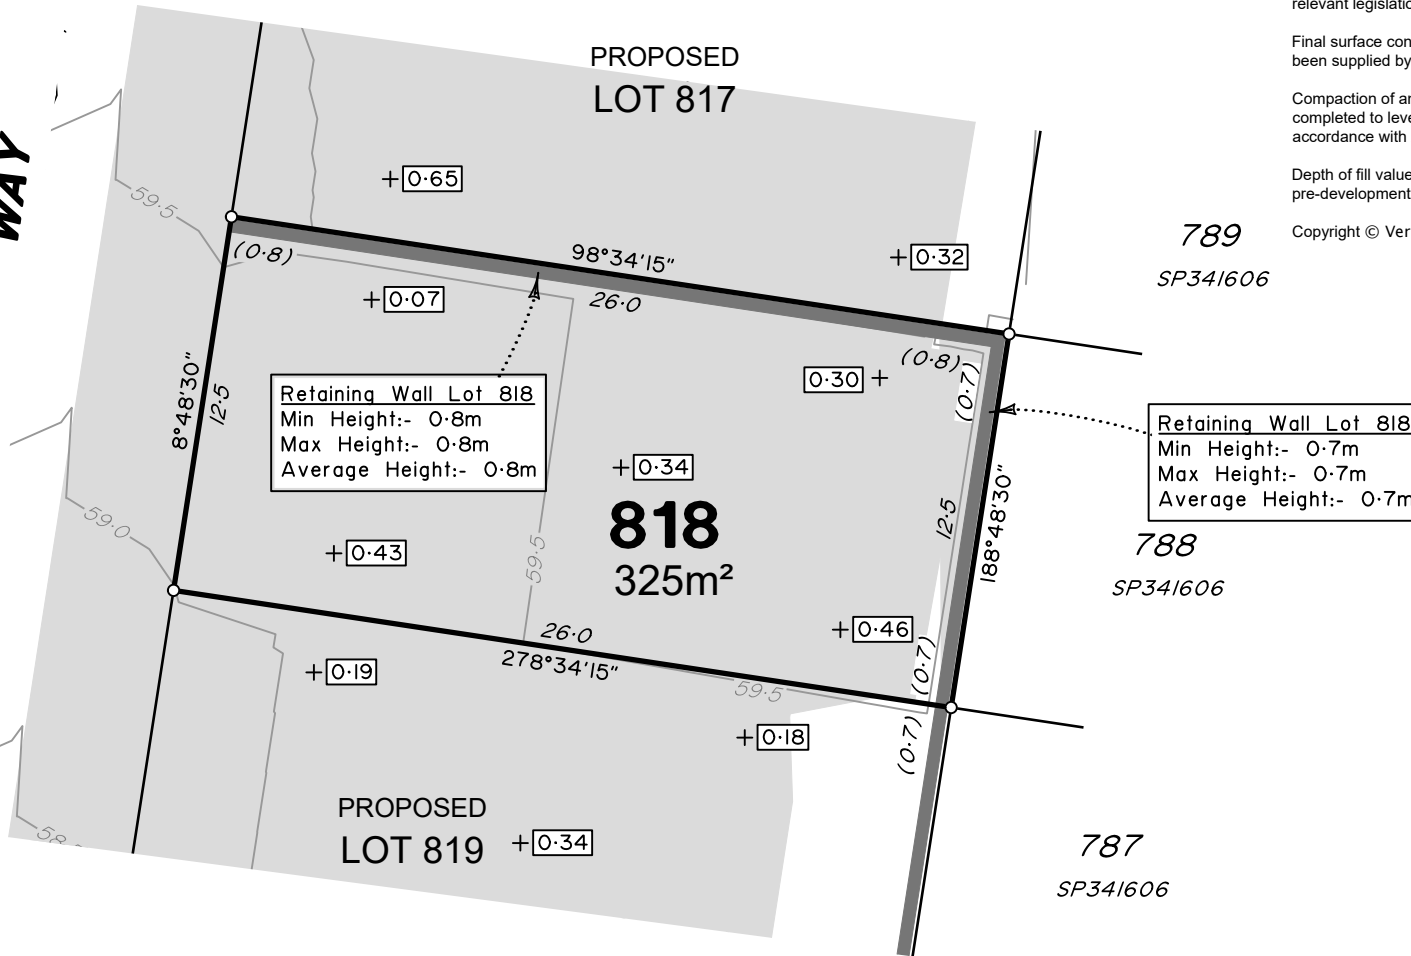 relevant legislatio
Final surface con
been supplied by
Compaction of ar
completed to leve
accordance with
Depth of fill value
pre-development
Copyright © Ver
WAY
PROPOSED
LOT 817
0·65
59.5
789
SP341606
(0·8)
98°34'15"
0·32
0·07
26·0
(0·8)
0·30
(0·7)
8°48'30"
12·5
Retaining Wall Lot 818
Min Height:- 0·8m
Max Height:- 0·8m
Average Height:- 0·8m
Retaining Wall Lot 818
Min Height:- 0·7m
Max Height:- 0·7m
Average Height:- 0·7m
0·34
818
325m²
12·5
188°48'30"
59·0
0·43
59·5
788
SP341606
0·46
26·0
278°34'15"
(0·7)
0·19
59·5
0·18
(0·7)
PROPOSED
LOT 819
0·34
58.
787
SP341606